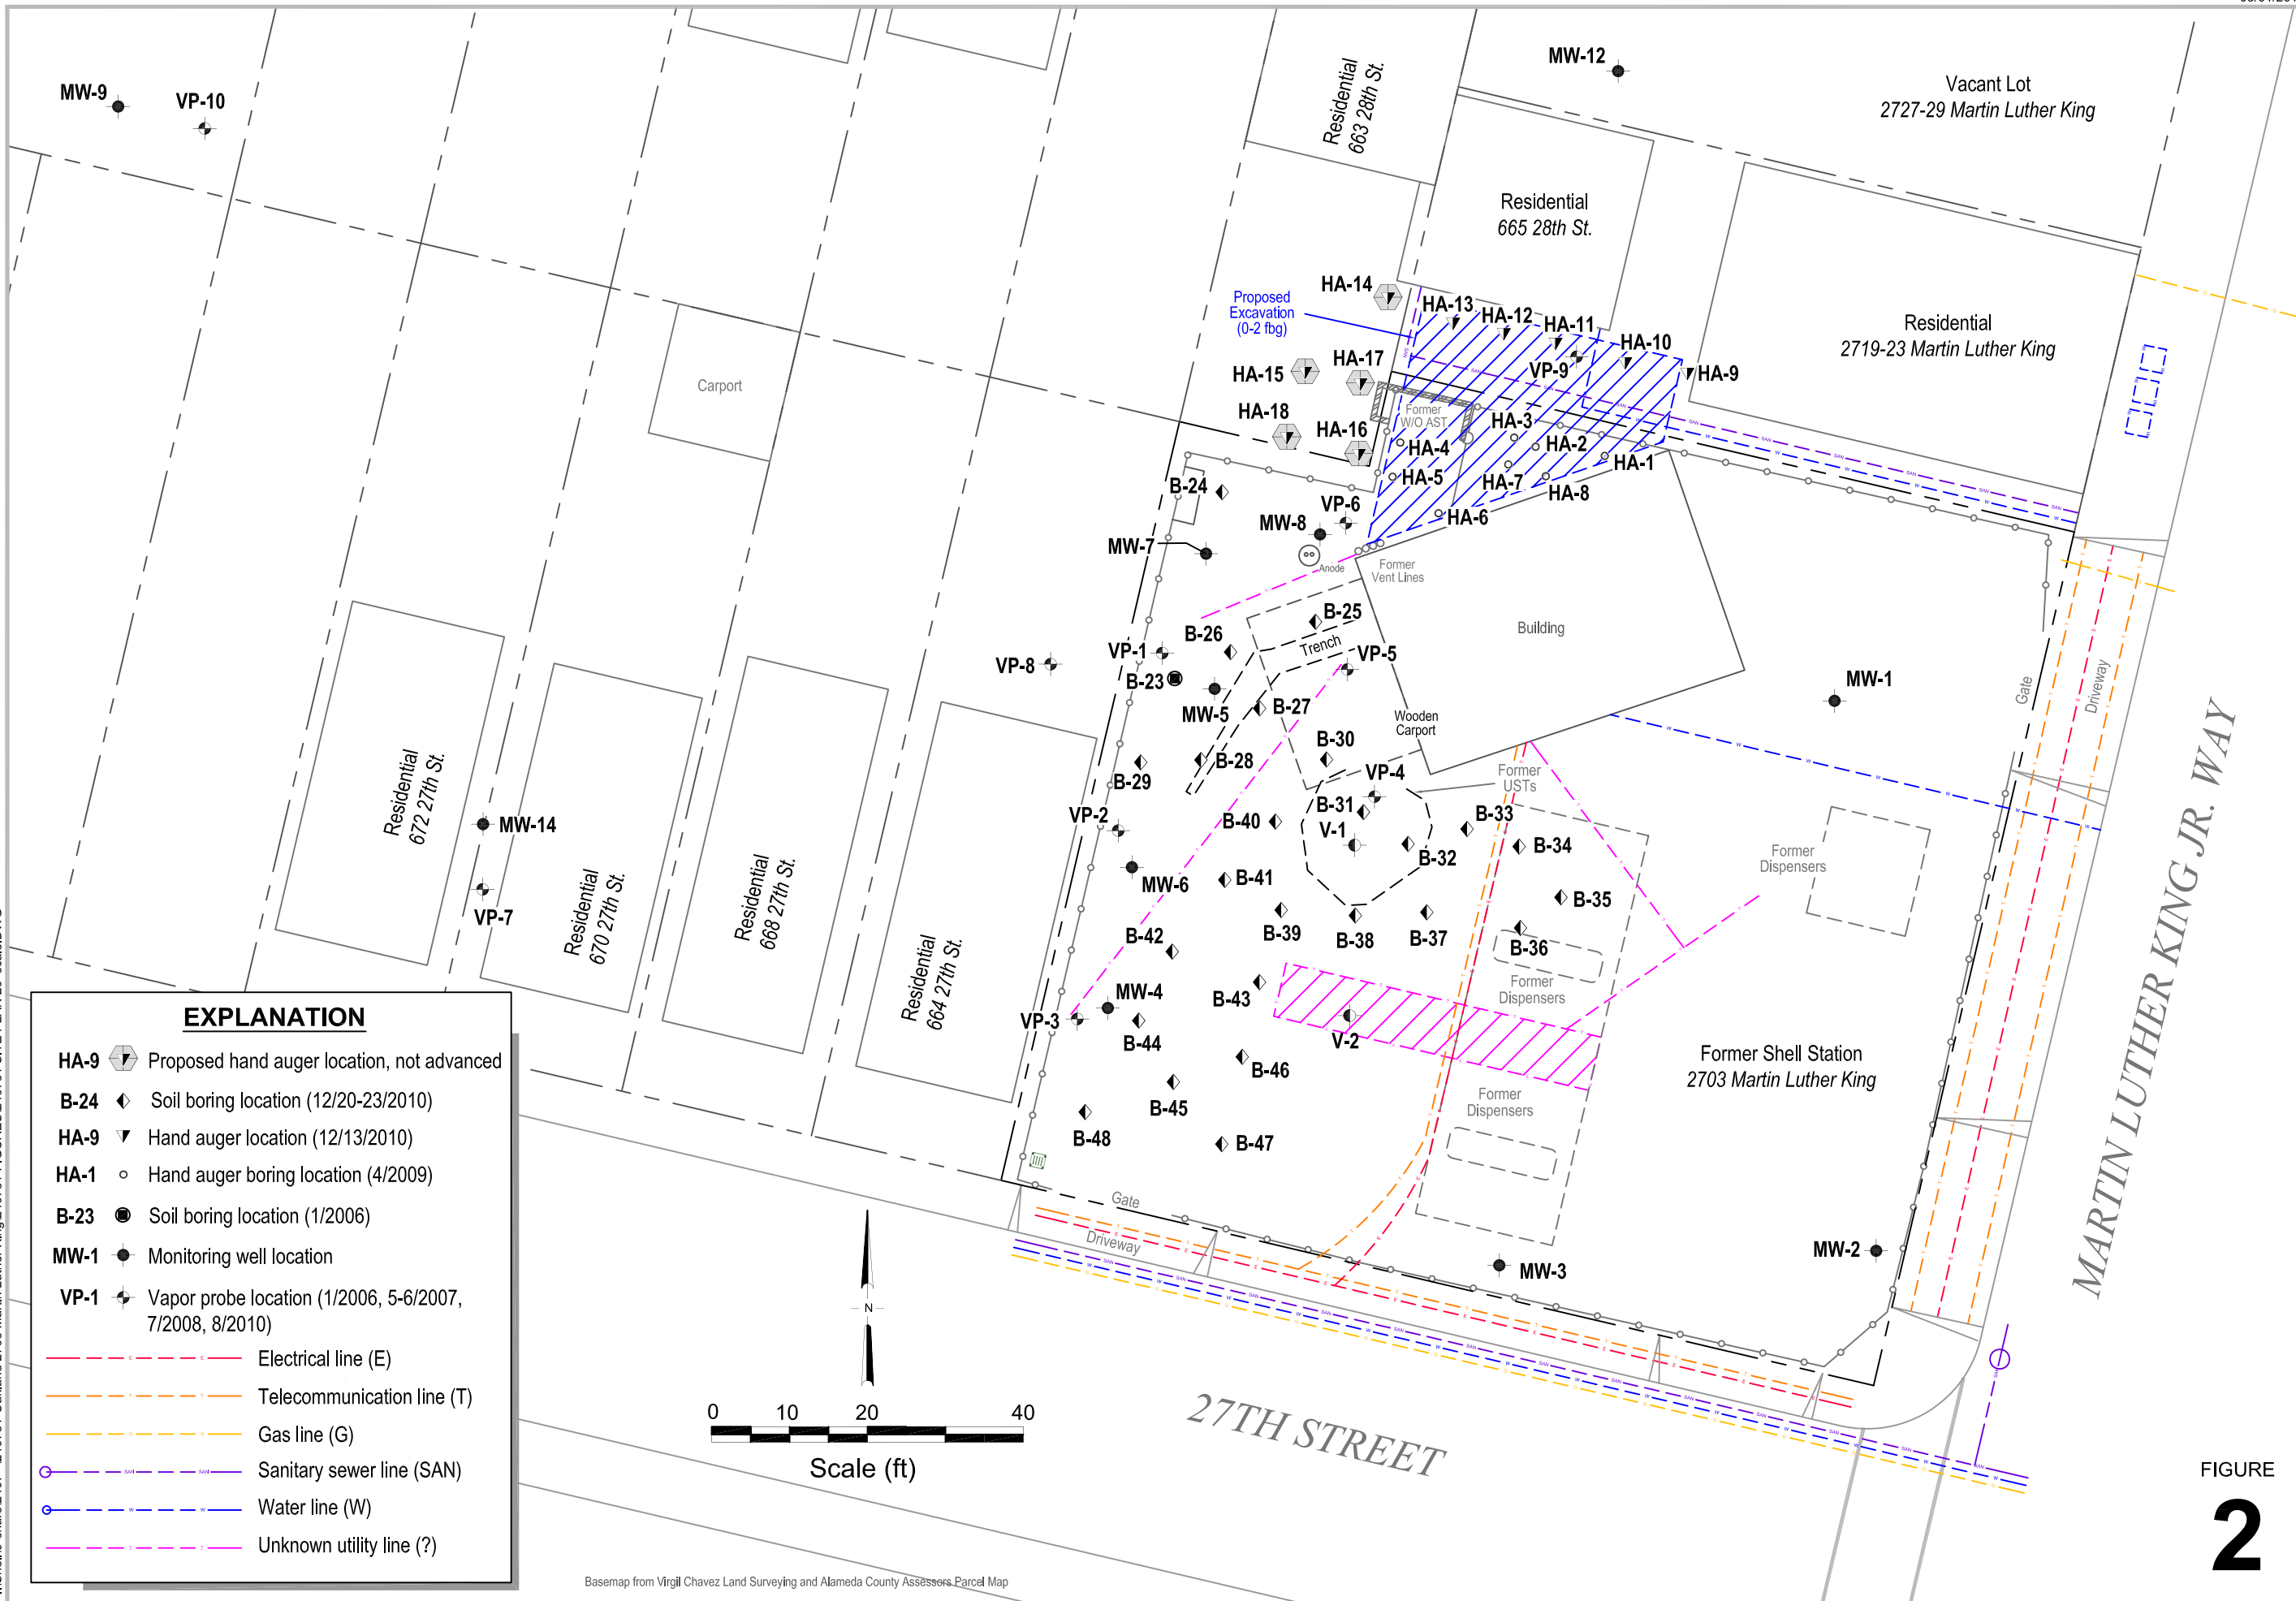 MW-9
VP-10
MW-12
Vacant Lot
2727-29 Martin Luther King
Residential
663 28th St.
Residential
665 28th St.
Residential
2719-23 Martin Luther King
Proposed
Excavation
(0-2 fbg)
HA-14
HA-13
HA-12
HA-11
HA-10
HA-9
VP-9
HA-15
HA-17
HA-18
HA-16
Former
W/O AST
HA-3
HA-2
HA-1
HA-4
HA-5
HA-7
HA-8
HA-6
Carport
B-24
VP-6
MW-8
MW-7
Anode
Former
Vent Lines
B-25
B-26
Trench
Building
VP-1
VP-8
VP-5
B-23
MW-5
B-27
MW-1
Gate
Driveway
Wooden
Carport
B-30
B-28
B-29
VP-4
Former
USTs
B-31
B-33
VP-2
B-40
V-1
B-32
B-34
Former
Dispensers
MW-6
B-41
B-35
B-39
B-38
B-37
B-36
B-42
Former
Dispensers
MW-4
B-43
VP-3
B-44
V-2
B-46
B-45
Former
Dispensers
B-48
B-47
Former Shell Station
2703 Martin Luther King
Residential
672 27th St.
MW-14
VP-7
Residential
670 27th St.
Residential
668 27th St.
Residential
664 27th St.
MARTIN LUTHER KING JR. WAY
Gate
Driveway
MW-3
MW-2
27TH STREET
EXPLANATION
HA-9 Proposed hand auger location, not advanced
B-24 Soil boring location (12/20-23/2010)
HA-9 Hand auger location (12/13/2010)
HA-1 Hand auger boring location (4/2009)
B-23 Soil boring location (1/2006)
MW-1 Monitoring well location
VP-1 Vapor probe location (1/2006, 5-6/2007,
7/2008, 8/2010)
Electrical line (E)
Telecommunication line (T)
Gas line (G)
Sanitary sewer line (SAN)
Water line (W)
Unknown utility line (?)
N
0 10 20 40
Scale (ft)
Basemap from Virgil Chavez Land Surveying and Alameda County Assessors Parcel Map
FIGURE
2